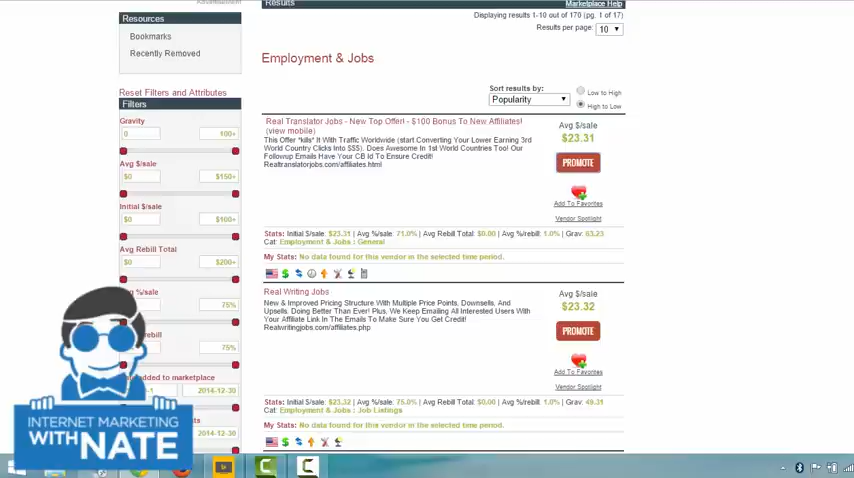 Advertisement
Results
Marketplace Help
Resources
Bookmarks
Recently Removed
Displaying results 1-10 out of 170 (pg. 1 of 17)
Results per page: 10
Employment & Jobs
Reset Filters and Attributes
Filters
Gravity
0 100+
Avg $/sale
$0 $150+
Initial $/sale
$0 $100+
Avg Rebill Total
$0 $200+
%/sale
75%
ebill
75%
added to marketplace
-1 2014-12-30
ts
2014-12-30
Sort results by:
Popularity
Low to High
High to Low
Real Translator Jobs - New Top Offer! - $100 Bonus To New Affiliates!
(view mobile)
This Offer *kills* It With Traffic Worldwide (start Converting Your Lower Earning 3rd
World Country Clicks Into $$$). Does Awesome In 1st World Countries Too! Our
Followup Emails Have Your CB Id To Ensure Credit!
Realtranslatorjobs.com/affiliates.html
Avg $/sale
$23.31
PROMOTE
Add To Favorites
Vendor Spotlight
Stats: Initial $/sale: $23.31 | Avg %/sale: 71.0% | Avg Rebill Total: $0.00 | Avg %/rebill: 1.0% | Grav: 63.23
Cat: Employment & Jobs : General
My Stats: No data found for this vendor in the selected time period.
Real Writing Jobs
New & Improved Pricing Structure With Multiple Price Points, Downsells, And
Upsells. Doing Better Than Ever! Plus, We Keep Emailing All Interested Users With
Your Affiliate Link In The Emails To Make Sure You Get Credit!
Realwritingjobs.com/affiliates.php
Avg $/sale
$23.32
PROMOTE
Add To Favorites
Vendor Spotlight
Stats: Initial $/sale: $23.32 | Avg %/sale: 75.0% | Avg Rebill Total: $0.00 | Avg %/rebill: 1.0% | Grav: 49.31
Cat: Employment & Jobs : Job Listings
My Stats: No data found for this vendor in the selected time period.
INTERNET MARKETING
WITH NATE